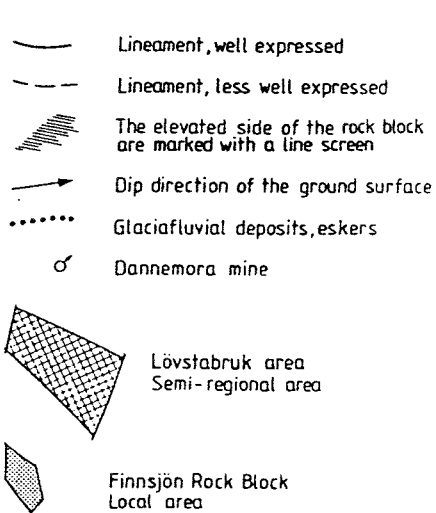 Lineament, well expressed
Lineament, less well expressed
The elevated side of the rock block
are marked with a line screen
Dip direction of the ground surface
Glaciafluvial deposits, eskers
Dannemora mine
Lövstabruk area
Semi-regional area
Finnsjön Rock Block
Local area